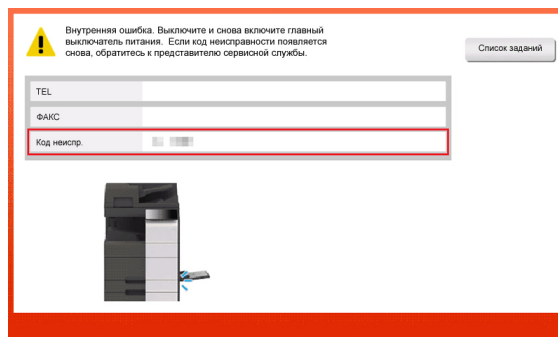 Внутренняя ошибка. Выключите и снова включите главный
выключатель питания. Если код неисправности появляется
снова, обратитесь к представителю сервисной службы.
Список заданий
TEL
ФАКС
Код неиспр.